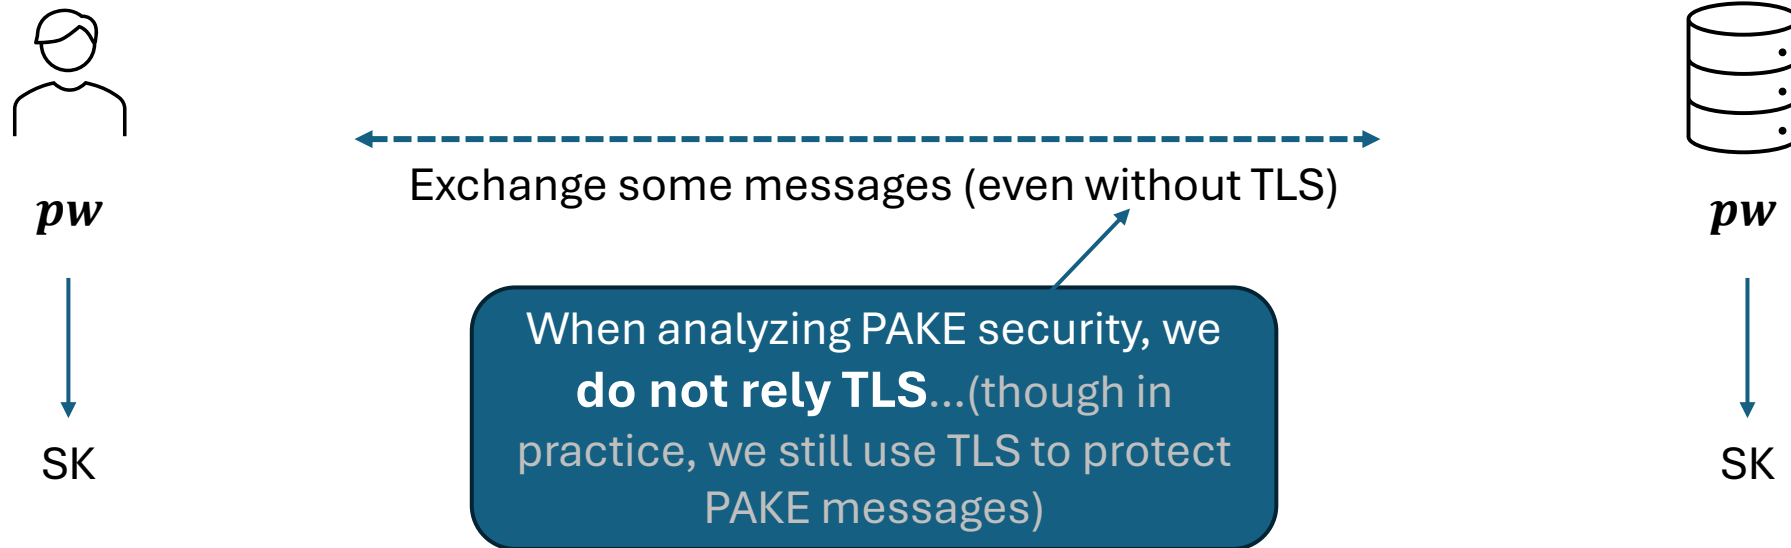 Exchange some messages (even without TLS)
pw
pw
When analyzing PAKE security, we
do not rely TLS...(though in
practice, we still use TLS to protect
PAKE messages)
SK
SK